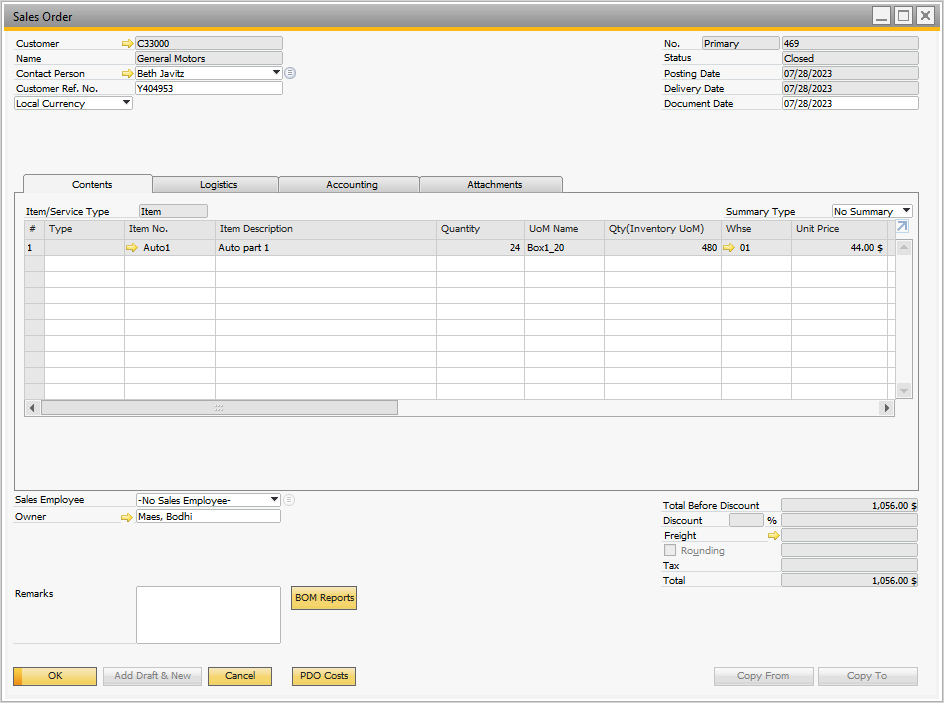 Sales Order
Customer C33000
Name General Motors
Contact Person Beth Javitz
Customer Ref. No. Y404953
Local Currency
No. Primary 469
Status Closed
Posting Date 07/28/2023
Delivery Date 07/28/2023
Document Date 07/28/2023
Contents Logistics Accounting Attachments
Item/Service Type Item Summary Type No Summary
# Type Item No. Item Description Quantity UoM Name Qty(Inventory UoM) Whse Unit Price
1 Auto1 Auto part 1 24 Box1_20 480 01 44.00 $
Sales Employee -No Sales Employee-
Owner Maes, Bodhi
Total Before Discount 1,056.00 $
Discount %
Freight
Rounding
Tax
Total 1,056.00 $
Remarks BOM Reports
OK Add Draft & New Cancel PDO Costs Copy From Copy To